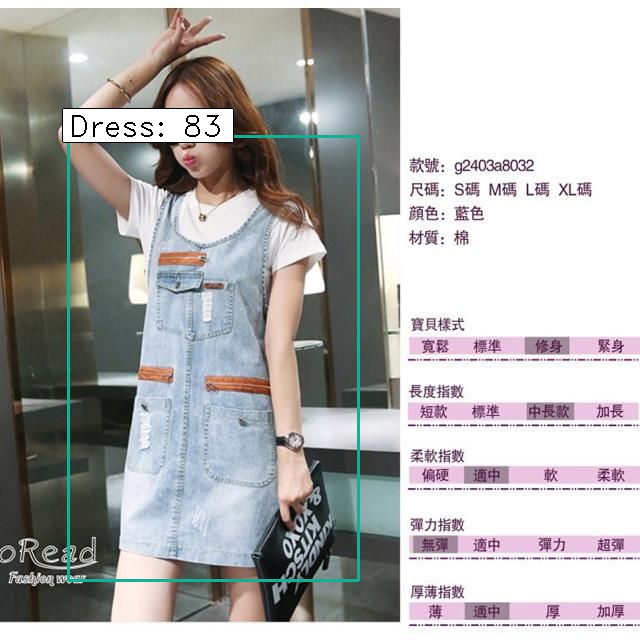 Dress: 83
款號: g2403a8032
尺碼: S碼 M碼 L碼 XL碼
顔色: 藍色
材質: 棉
寶貝樣式
寬鬆 標準 修身 緊身
長度指數
短款 標準 中長款 加長
柔軟指數
偏硬 適中 軟 柔軟
彈力指數
無彈 適中 彈力 超彈
厚薄指數
薄 適中 厚 加厚
oRead
Fashion wear
KITSCH
XOXO